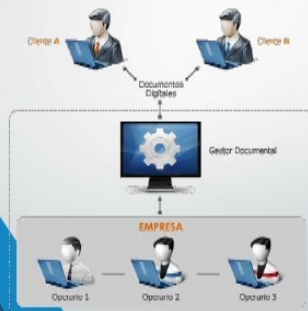 Cliente A
Cliente B
Documentos
Digitales
Gestor Documental
EMPRESA
Operario 1
Operario 2
Operario 3